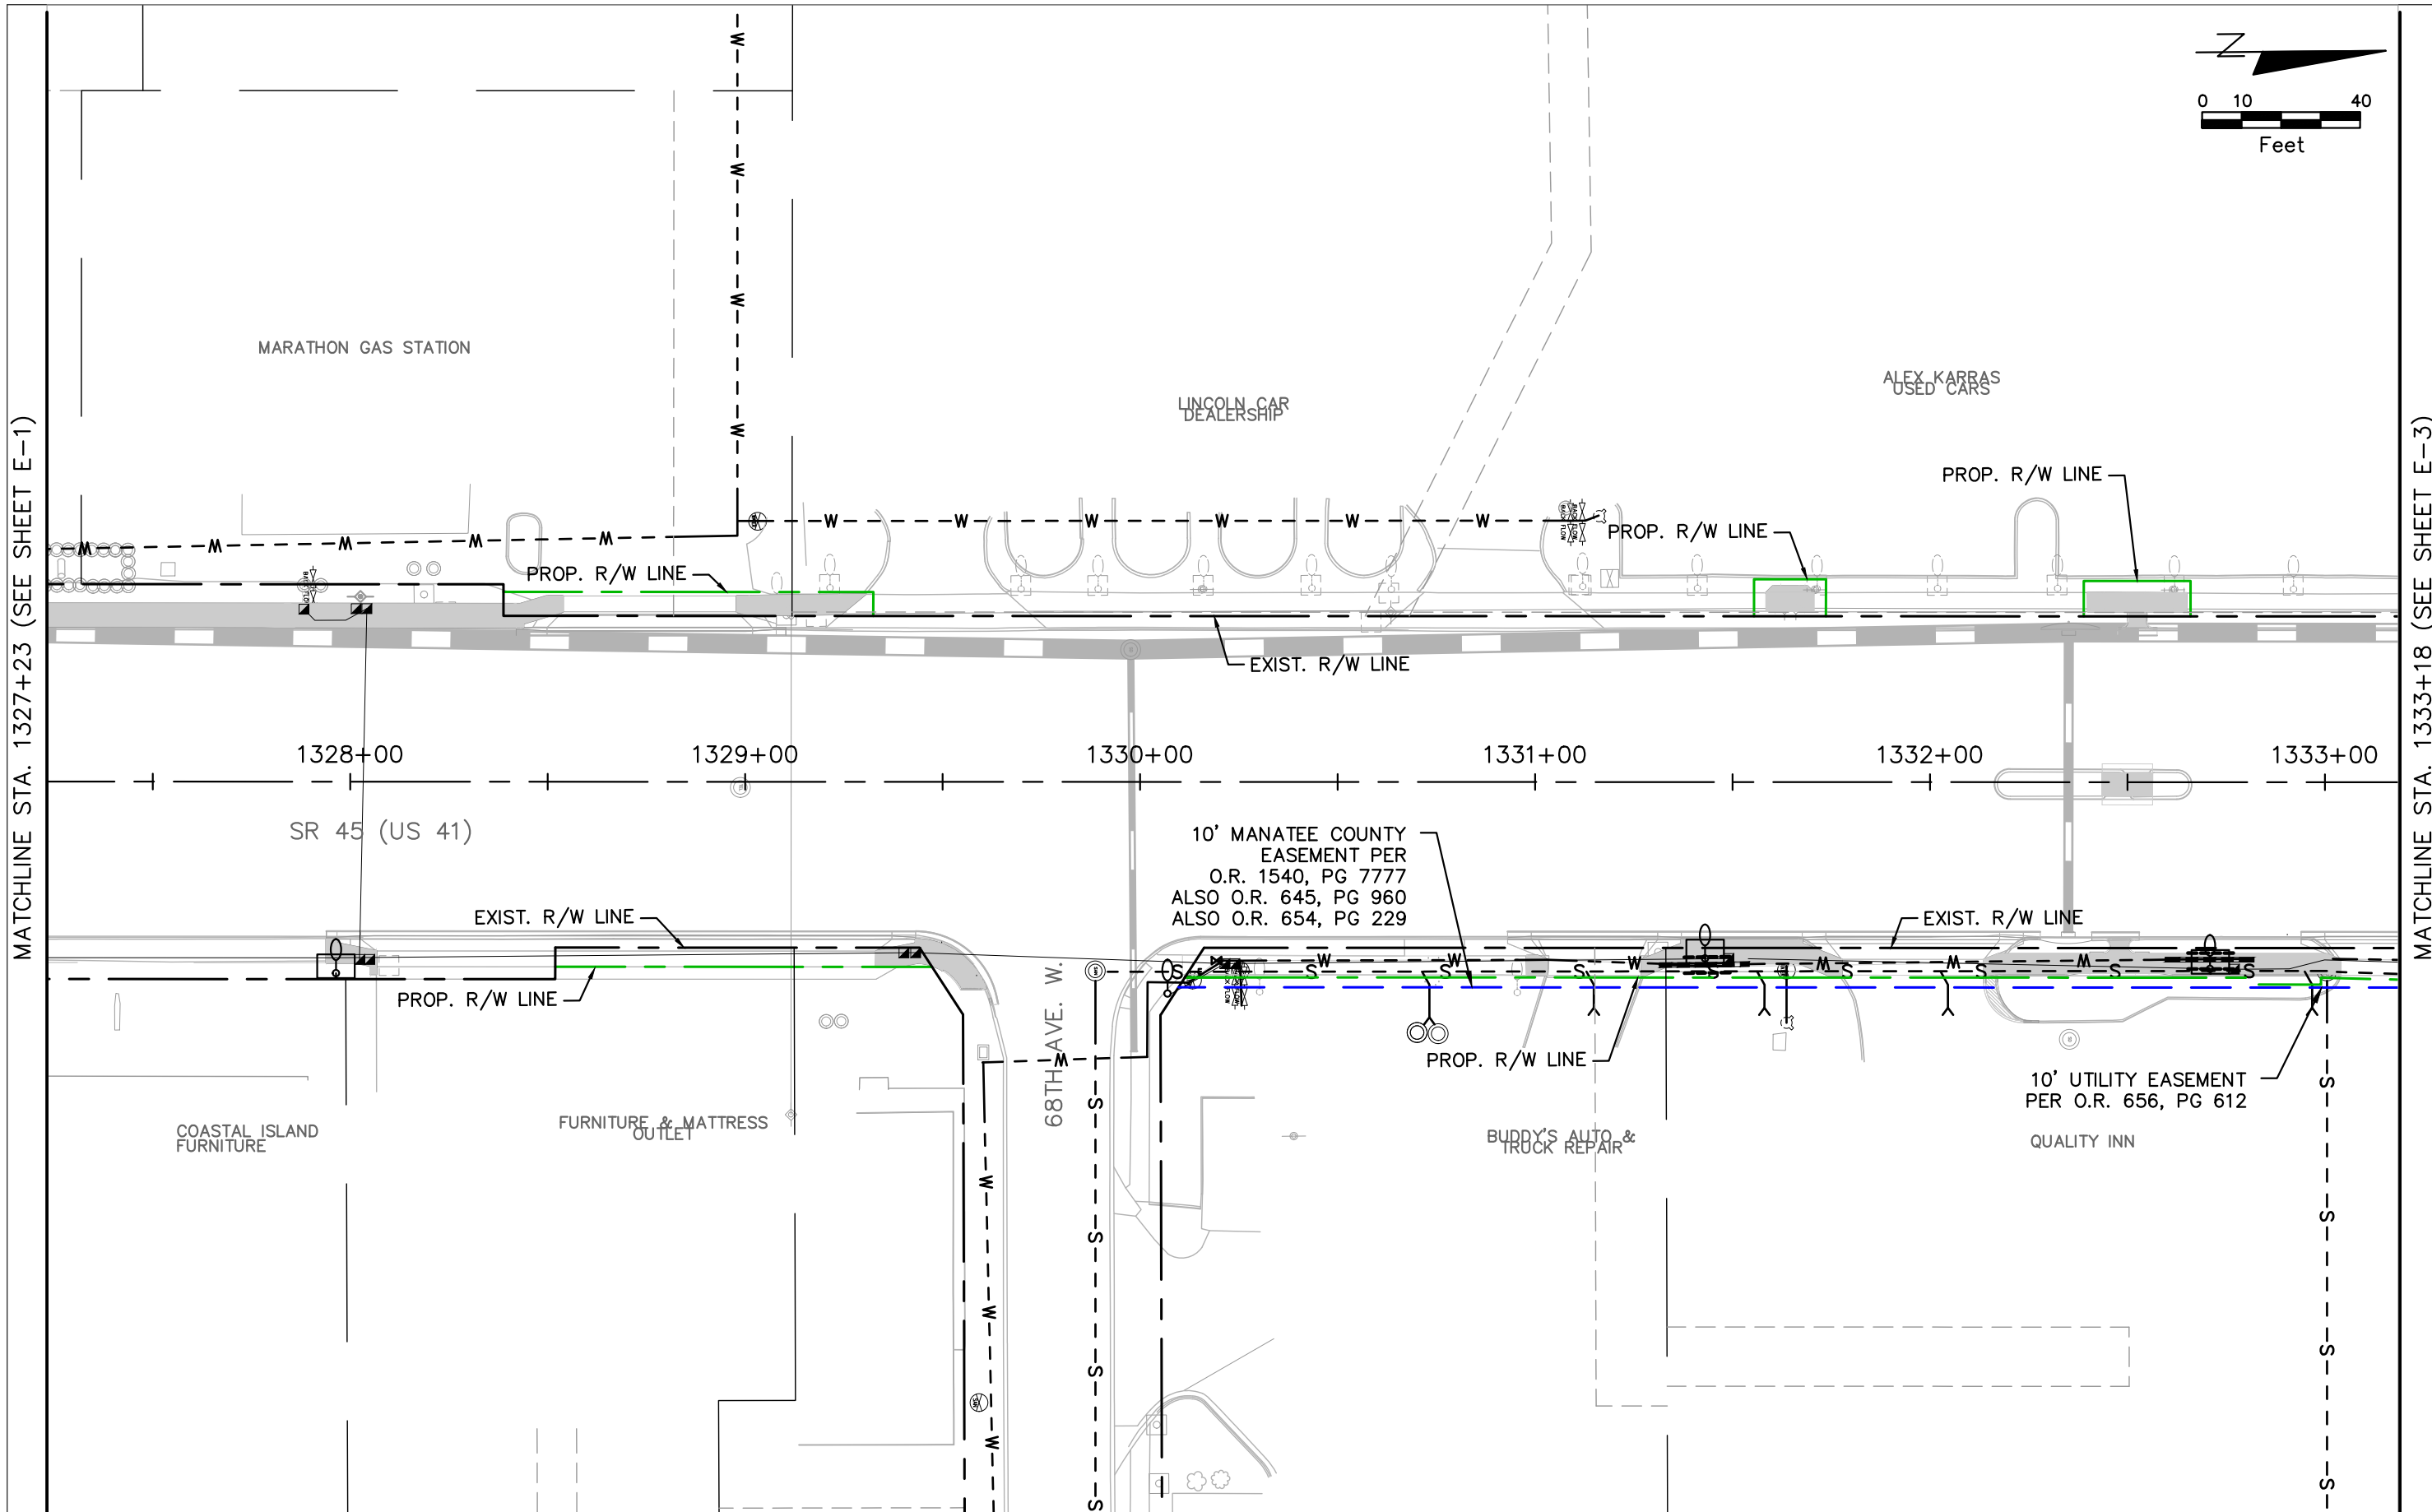 N
0 10 40
Feet
MATCHLINE STA. 1327+23 (SEE SHEET E-1)
MATCHLINE STA. 1333+18 (SEE SHEET E-3)
MARATHON GAS STATION
LINCOLN CAR
DEALERSHIP
ALEX KARRAS
USED CARS
PROP. R/W LINE
PROP. R/W LINE
PROP. R/W LINE
EXIST. R/W LINE
1328+00 1329+00 1330+00 1331+00 1332+00 1333+00
SR 45 (US 41)
10' MANATEE COUNTY
EASEMENT PER
O.R. 1540, PG 7777
ALSO O.R. 645, PG 960
ALSO O.R. 654, PG 229
EXIST. R/W LINE
EXIST. R/W LINE
PROP. R/W LINE
68TH AVE. W.
PROP. R/W LINE
10' UTILITY EASEMENT
PER O.R. 656, PG 612
COASTAL ISLAND
FURNITURE
FURNITURE & MATTRESS
OUTLET
BUDDY'S AUTO &
TRUCK REPAIR
QUALITY INN